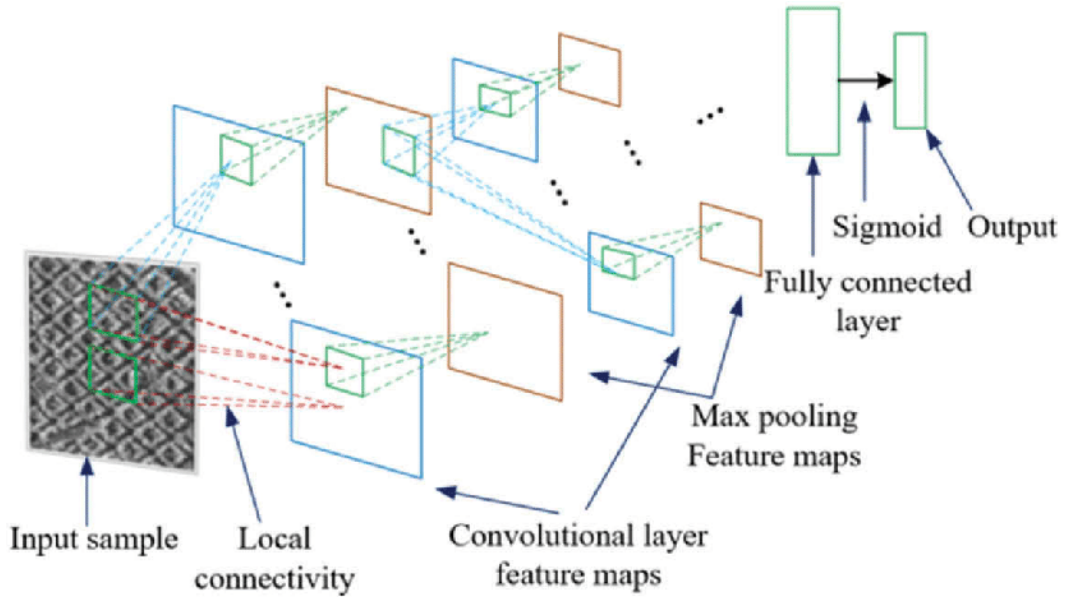 Sigmoid
Output
Fully connected
layer
Max pooling
Feature maps
Input sample
Local
connectivity
Convolutional layer
feature maps